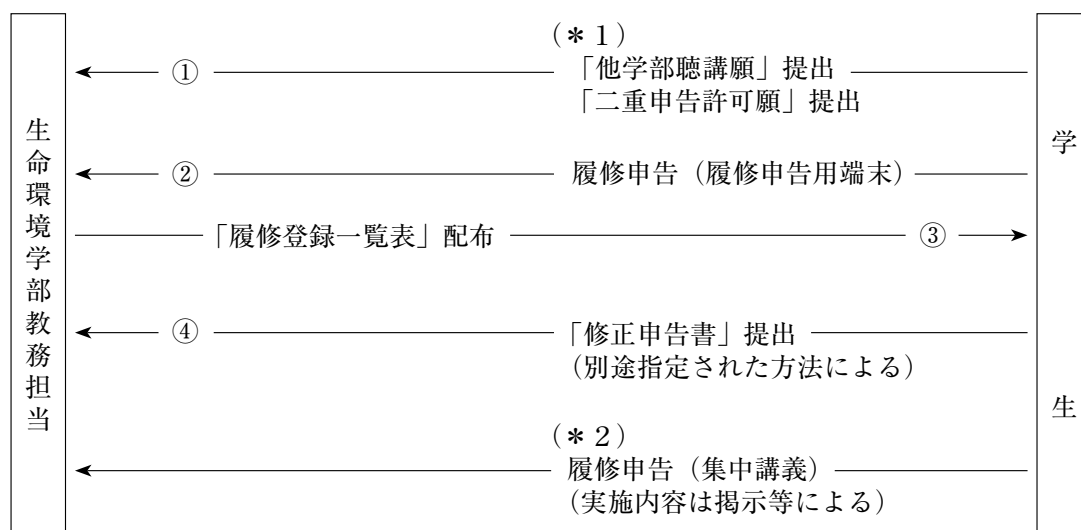 生命環境学部教務担当
学生
(*1)
① 「他学部聴講願」提出
「二重申告許可願」提出
② 履修申告(履修申告用端末)
「履修登録一覧表」配布 ③
④ 「修正申告書」提出
(別途指定された方法による)
(*2)
履修申告(集中講義)
(実施内容は掲示等による)